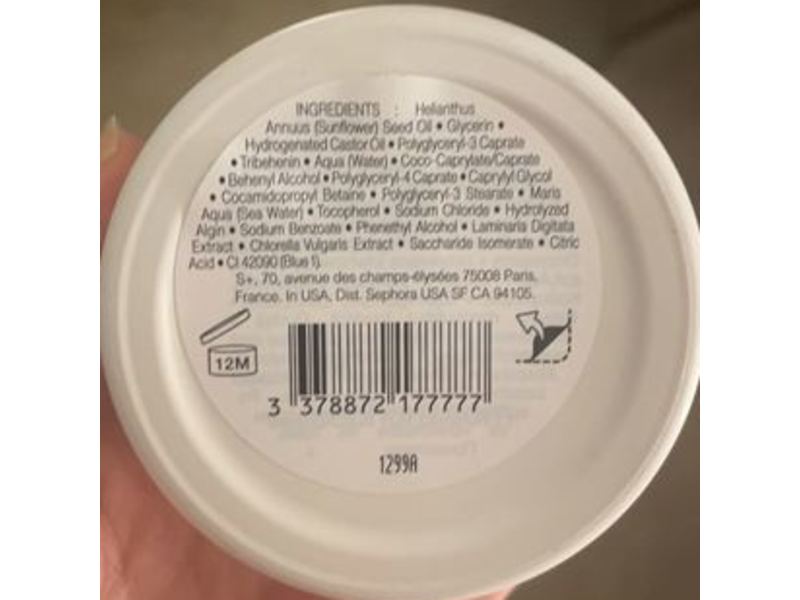 INGREDIENTS : Helianthus
Annuus (Sunflower) Seed Oil • Glycerin •
Hydrogenated Castor Oil • Polyglyceryl-3 Caprate
• Tribehenin • Aqua (Water) • Coco-Caprylate/Caprate
• Behenyl Alcohol • Polyglyceryl-4 Caprate • Caprylyl Glycol
• Cocamidopropyl Betaine • Polyglyceryl-3 Stearate • Maris
Aqua (Sea Water) • Tocopherol • Sodium Chloride • Hydrolyzed
Algin • Sodium Benzoate • Phenethyl Alcohol • Laminaria Digitata
Extract • Chlorella Vulgaris Extract • Saccharide Isomerate • Citric
Acid • CI 42090 (Blue 1).
S+, 70, avenue des champs-élysées 75008 Paris,
France. In USA, Dist. Sephora USA SF CA 94105.
12M
3 378872 177777
1299A